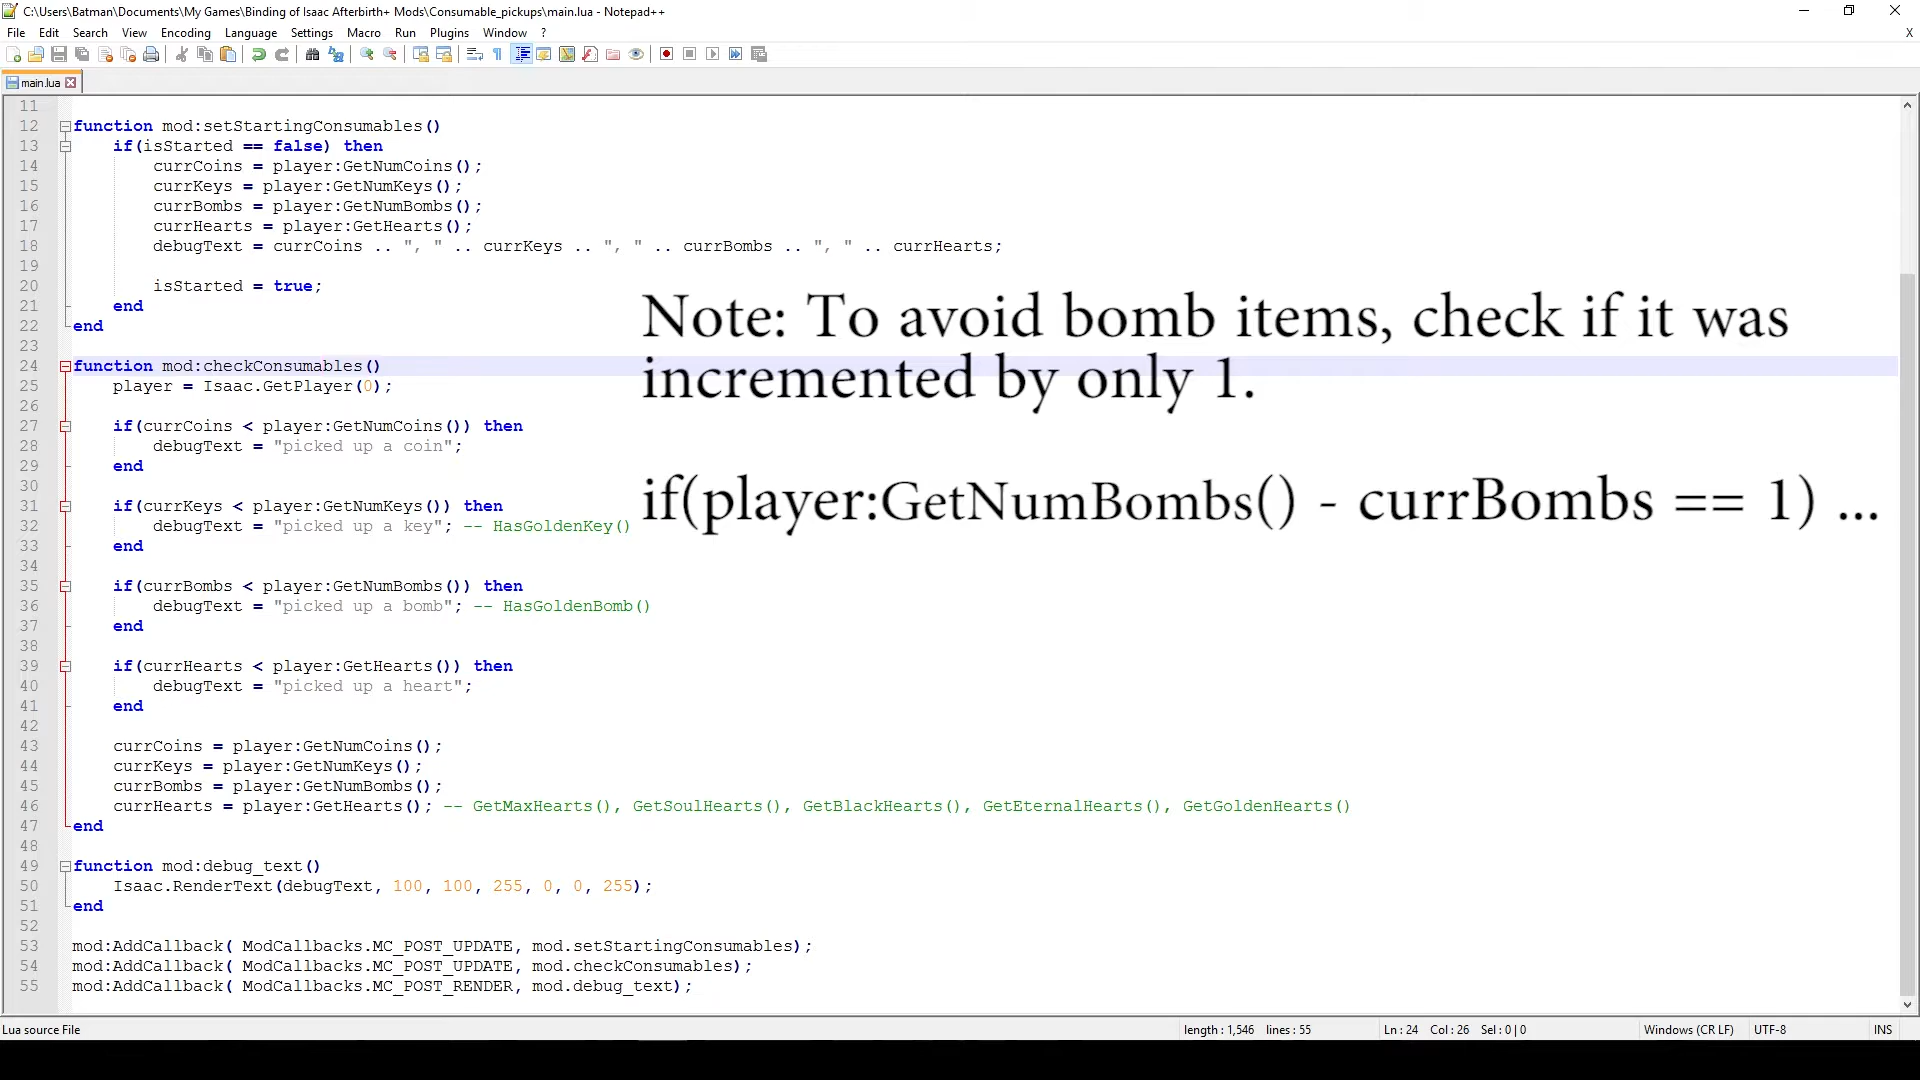 C:\Users\Batman\Documents\My Games\Binding of Isaac Afterbirth+ Mods\Consumable_pickups\main.lua - Notepad++
File Edit Search View Encoding Language Settings Macro Run Plugins Window ? X
main.lua
11
12 function mod:setStartingConsumables()
13 if(isStarted == false) then
14 currCoins = player:GetNumCoins();
15 currKeys = player:GetNumKeys();
16 currBombs = player:GetNumBombs();
17 currHearts = player:GetHearts();
18 debugText = currCoins .. ", " .. currKeys .. ", " .. currBombs .. ", " .. currHearts;
19
20 isStarted = true;
21 end
22 end
23
Note: To avoid bomb items, check if it was
incremented by only 1.
if(player:GetNumBombs() - currBombs == 1) ...
24 function mod:checkConsumables()
25 player = Isaac.GetPlayer(0);
26
27 if(currCoins < player:GetNumCoins()) then
28 debugText = "picked up a coin";
29 end
30
31 if(currKeys < player:GetNumKeys()) then
32 debugText = "picked up a key"; -- HasGoldenKey()
33 end
34
35 if(currBombs < player:GetNumBombs()) then
36 debugText = "picked up a bomb"; -- HasGoldenBomb()
37 end
38
39 if(currHearts < player:GetHearts()) then
40 debugText = "picked up a heart";
41 end
42
43 currCoins = player:GetNumCoins();
44 currKeys = player:GetNumKeys();
45 currBombs = player:GetNumBombs();
46 currHearts = player:GetHearts(); -- GetMaxHearts(), GetSoulHearts(), GetBlackHearts(), GetEternalHearts(), GetGoldenHearts()
47 end
48
49 function mod:debug_text()
50 Isaac.RenderText(debugText, 100, 100, 255, 0, 0, 255);
51 end
52
53 mod:AddCallback( ModCallbacks.MC_POST_UPDATE, mod.setStartingConsumables);
54 mod:AddCallback( ModCallbacks.MC_POST_UPDATE, mod.checkConsumables);
55 mod:AddCallback( ModCallbacks.MC_POST_RENDER, mod.debug_text);
Lua source File length : 1,546 lines : 55 Ln : 24 Col : 26 Sel : 0 | 0 Windows (CR LF) UTF-8 INS